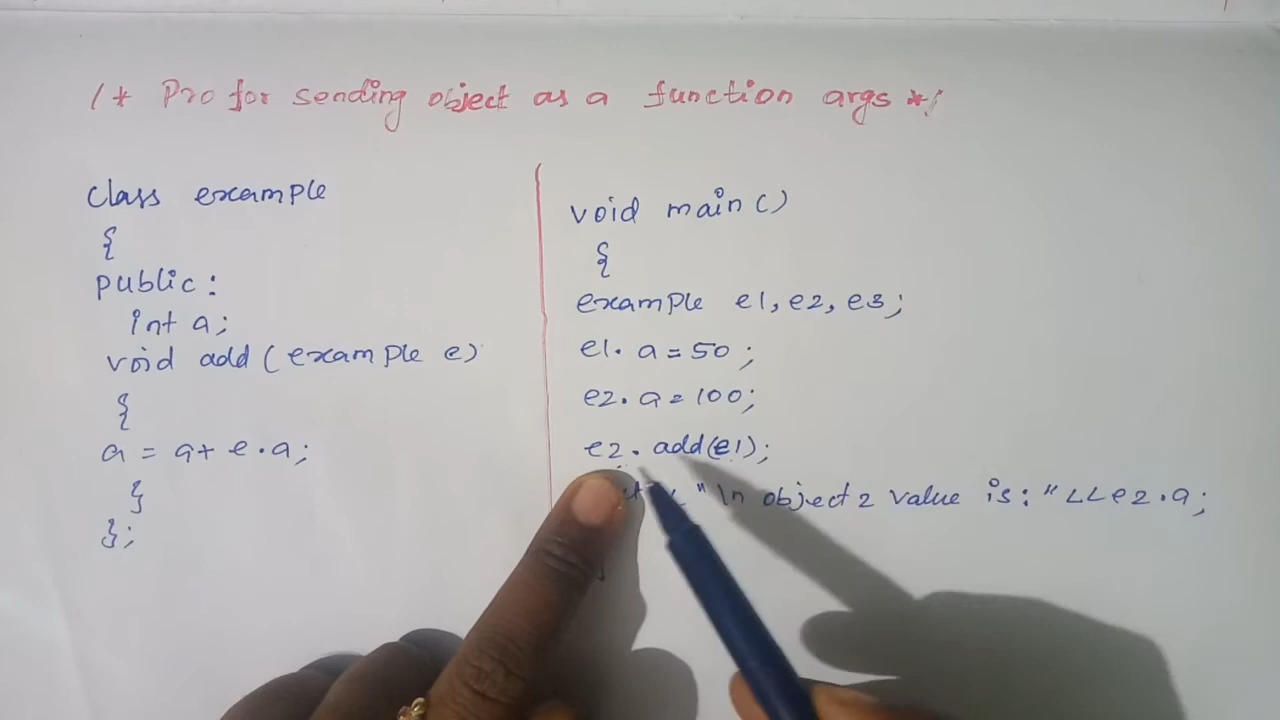 /* Pro for sending object as a function args */
class example
{
public:
int a;
void add(example e)
{
a = a+ e.a;
}
};
void main()
{
example e1, e2, e3;
e1. a = 50 ;
e2. a = 100;
e2. add(e1);
"In object 2 value is: "<<e2.a;